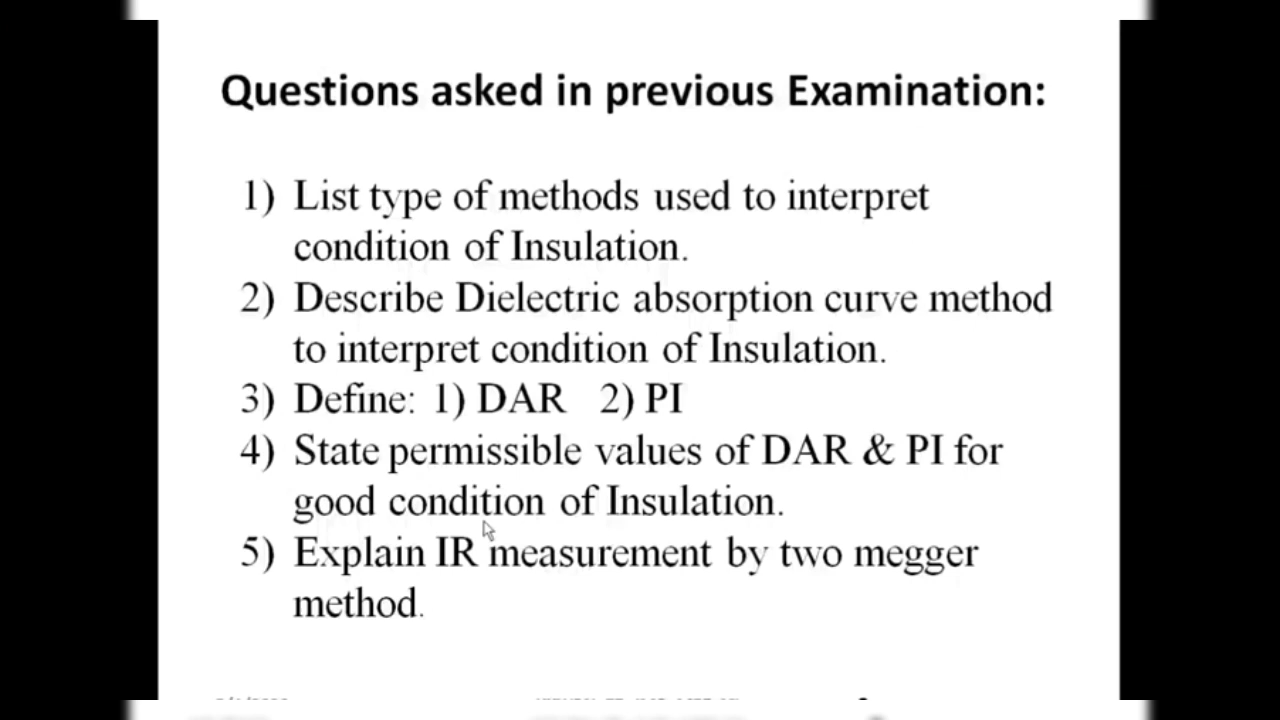 Questions asked in previous Examination:
1) List type of methods used to interpret
condition of Insulation.
2) Describe Dielectric absorption curve method
to interpret condition of Insulation.
3) Define: 1) DAR 2) PI
4) State permissible values of DAR & PI for
good condition of Insulation.
5) Explain IR measurement by two megger
method.